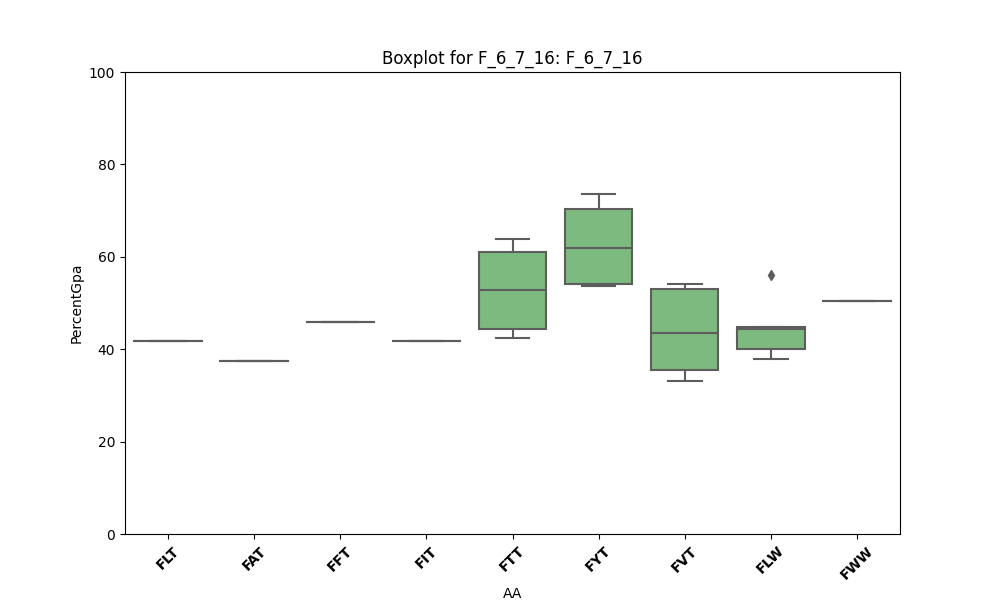 Boxplot for F_6_7_16: F_6_7_16
100
80
60
40
20
0
PercentGpa
FLT
FAT
FFT
FIT
FTT
FYT
FVT
FLW
FWW
AA